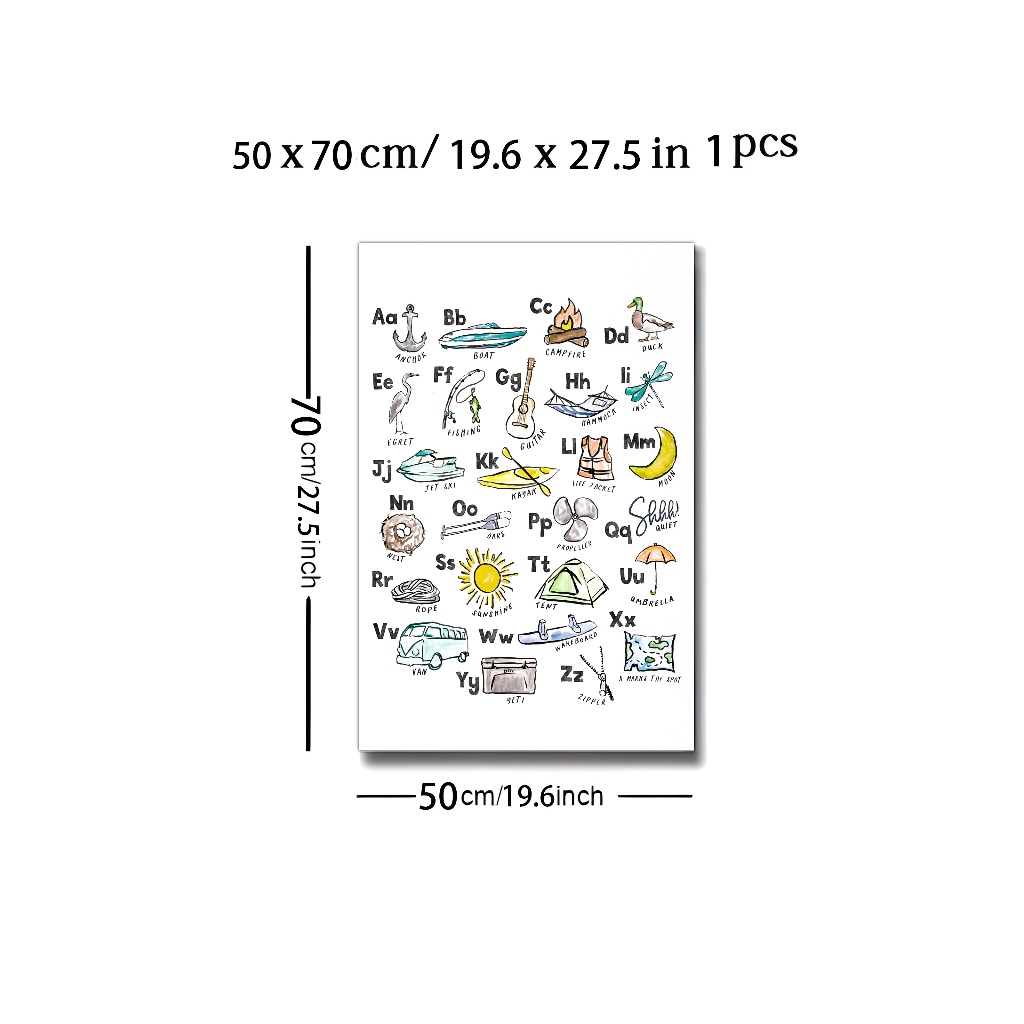 50 x 70 cm/ 19.6 x 27.5 in 1 pcs
70cm/27.5inch
Aa ANCHOR
Bb BOAT
Cc CAMPFIRE
Dd DUCK
Ee EGRET
Ff FISHING
Gg GUITAR
Hh HAMMOCK
Ii INSECT
Jj JET SKI
Kk KAYAK
Ll LIFE JACKET
Mm MOON
Nn NEST
Oo OARS
Pp PROPELLER
Qq Shhh! QUIET
Rr ROPE
Ss SUNSHINE
Tt TENT
Uu UMBRELLA
Vv VAN
Ww WAKEBOARD
Xx X MARKS THE SPOT
Yy YETI
Zz ZIPPER
50cm/19.6inch